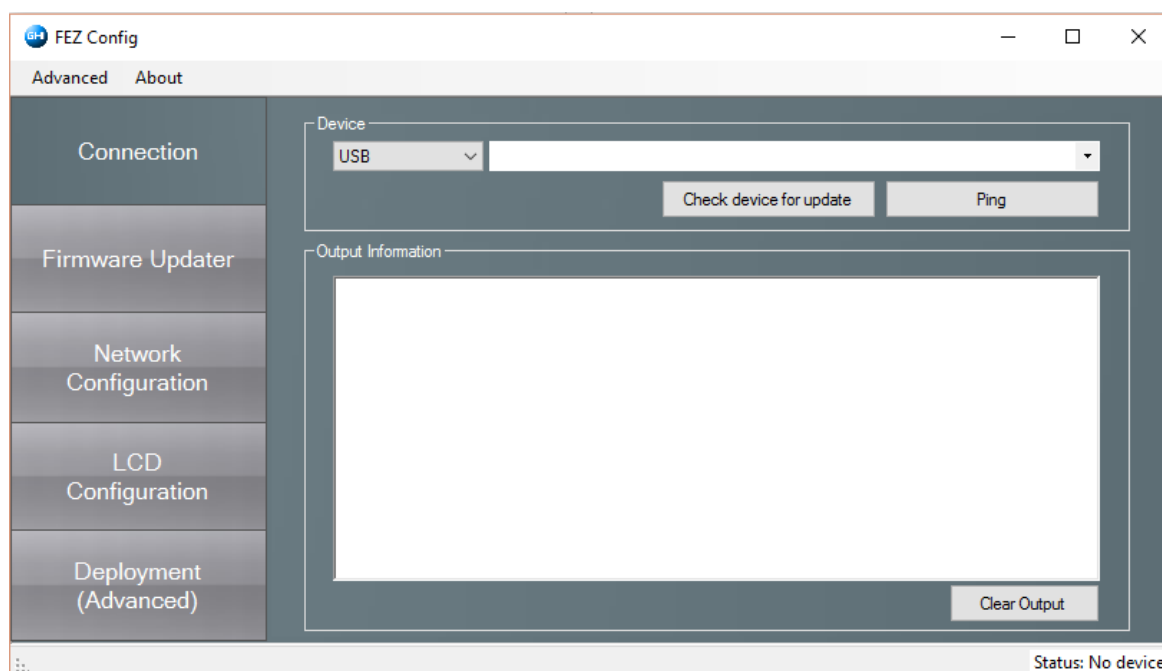 GHI FEZ Config
Advanced About
Connection
Firmware Updater
Network
Configuration
LCD
Configuration
Deployment
(Advanced)
Device
USB
Check device for update Ping
Output Information
Clear Output
Status: No device